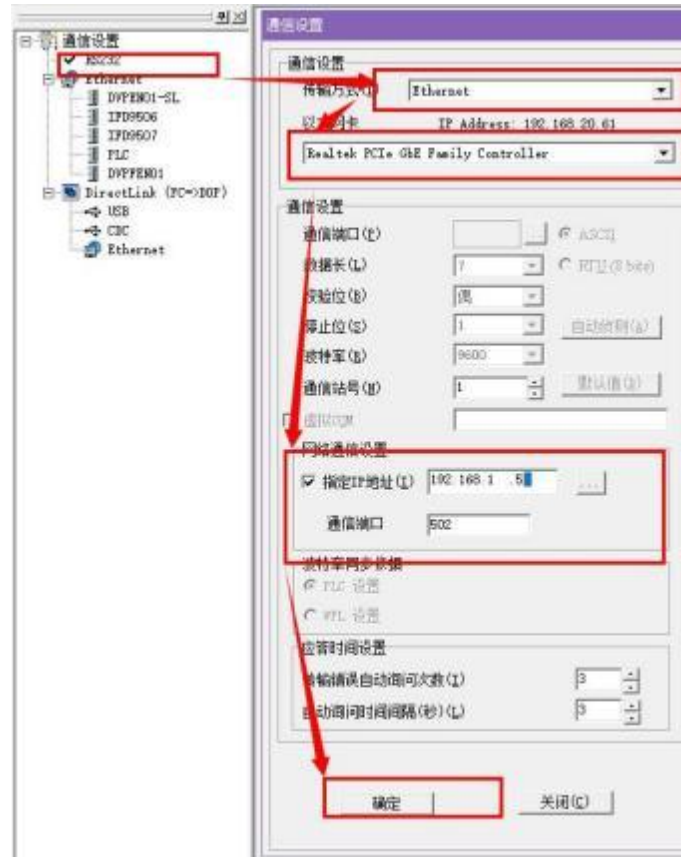 通信设置
RS232
Ethernet
DVPEN01-SL
IFD9506
IFD9507
PLC
DVPFEN01
DirectLink (PC=>DOP)
USB
CDC
Ethernet
通信设置
通信设置
传输方式(T)
Ethernet
IP Address: 192.168.20.61
Realtek PCIe GbE Family Controller
通信设置
通信端口(P)
ASCII
数据长(L)
7
RTU(8 bits)
校验位(R)
偶
停止位(S)
1
自动侦测(A)
波特率(B)
9600
通信站号(N)
1
默认值(D)
虚拟COM
网络通信设置
指定IP地址(I)
192.168.1 .5
...
通信端口
502
波特率同步依据
PLC 设置
WPL 设置
应答时间设置
传输错误自动询问次数(I)
3
自动询问时间间隔(秒)(L)
3
确定
关闭(C)